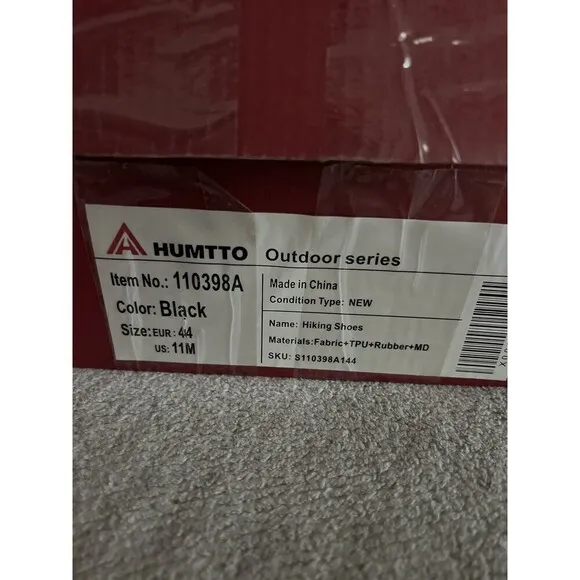 HUMTTO Outdoor series
Item No.: 110398A
Color: Black
Size: EUR : 44
US: 11M
Made in China
Condition Type: NEW
Name: Hiking Shoes
Materials:Fabric+TPU+Rubber+MD
SKU: S110398A144